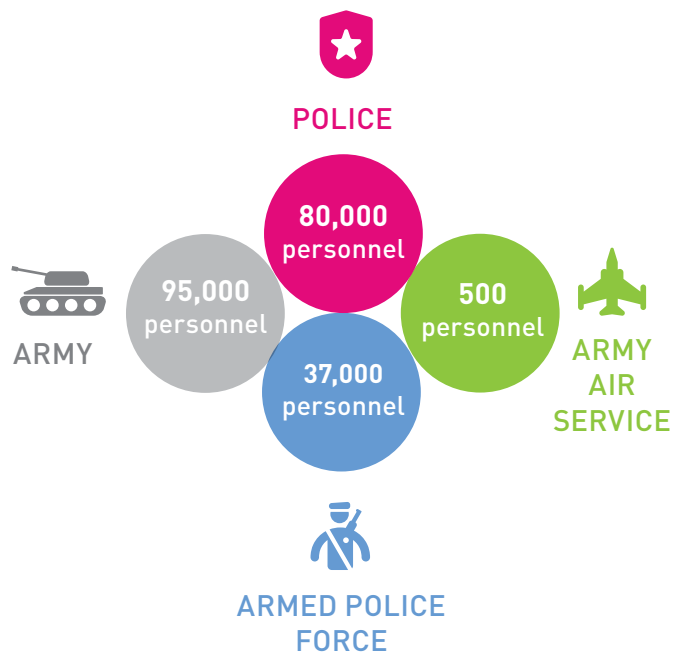 POLICE
80,000
personnel
95,000
personnel
ARMY
500
personnel
ARMY
AIR
SERVICE
37,000
personnel
ARMED POLICE
FORCE